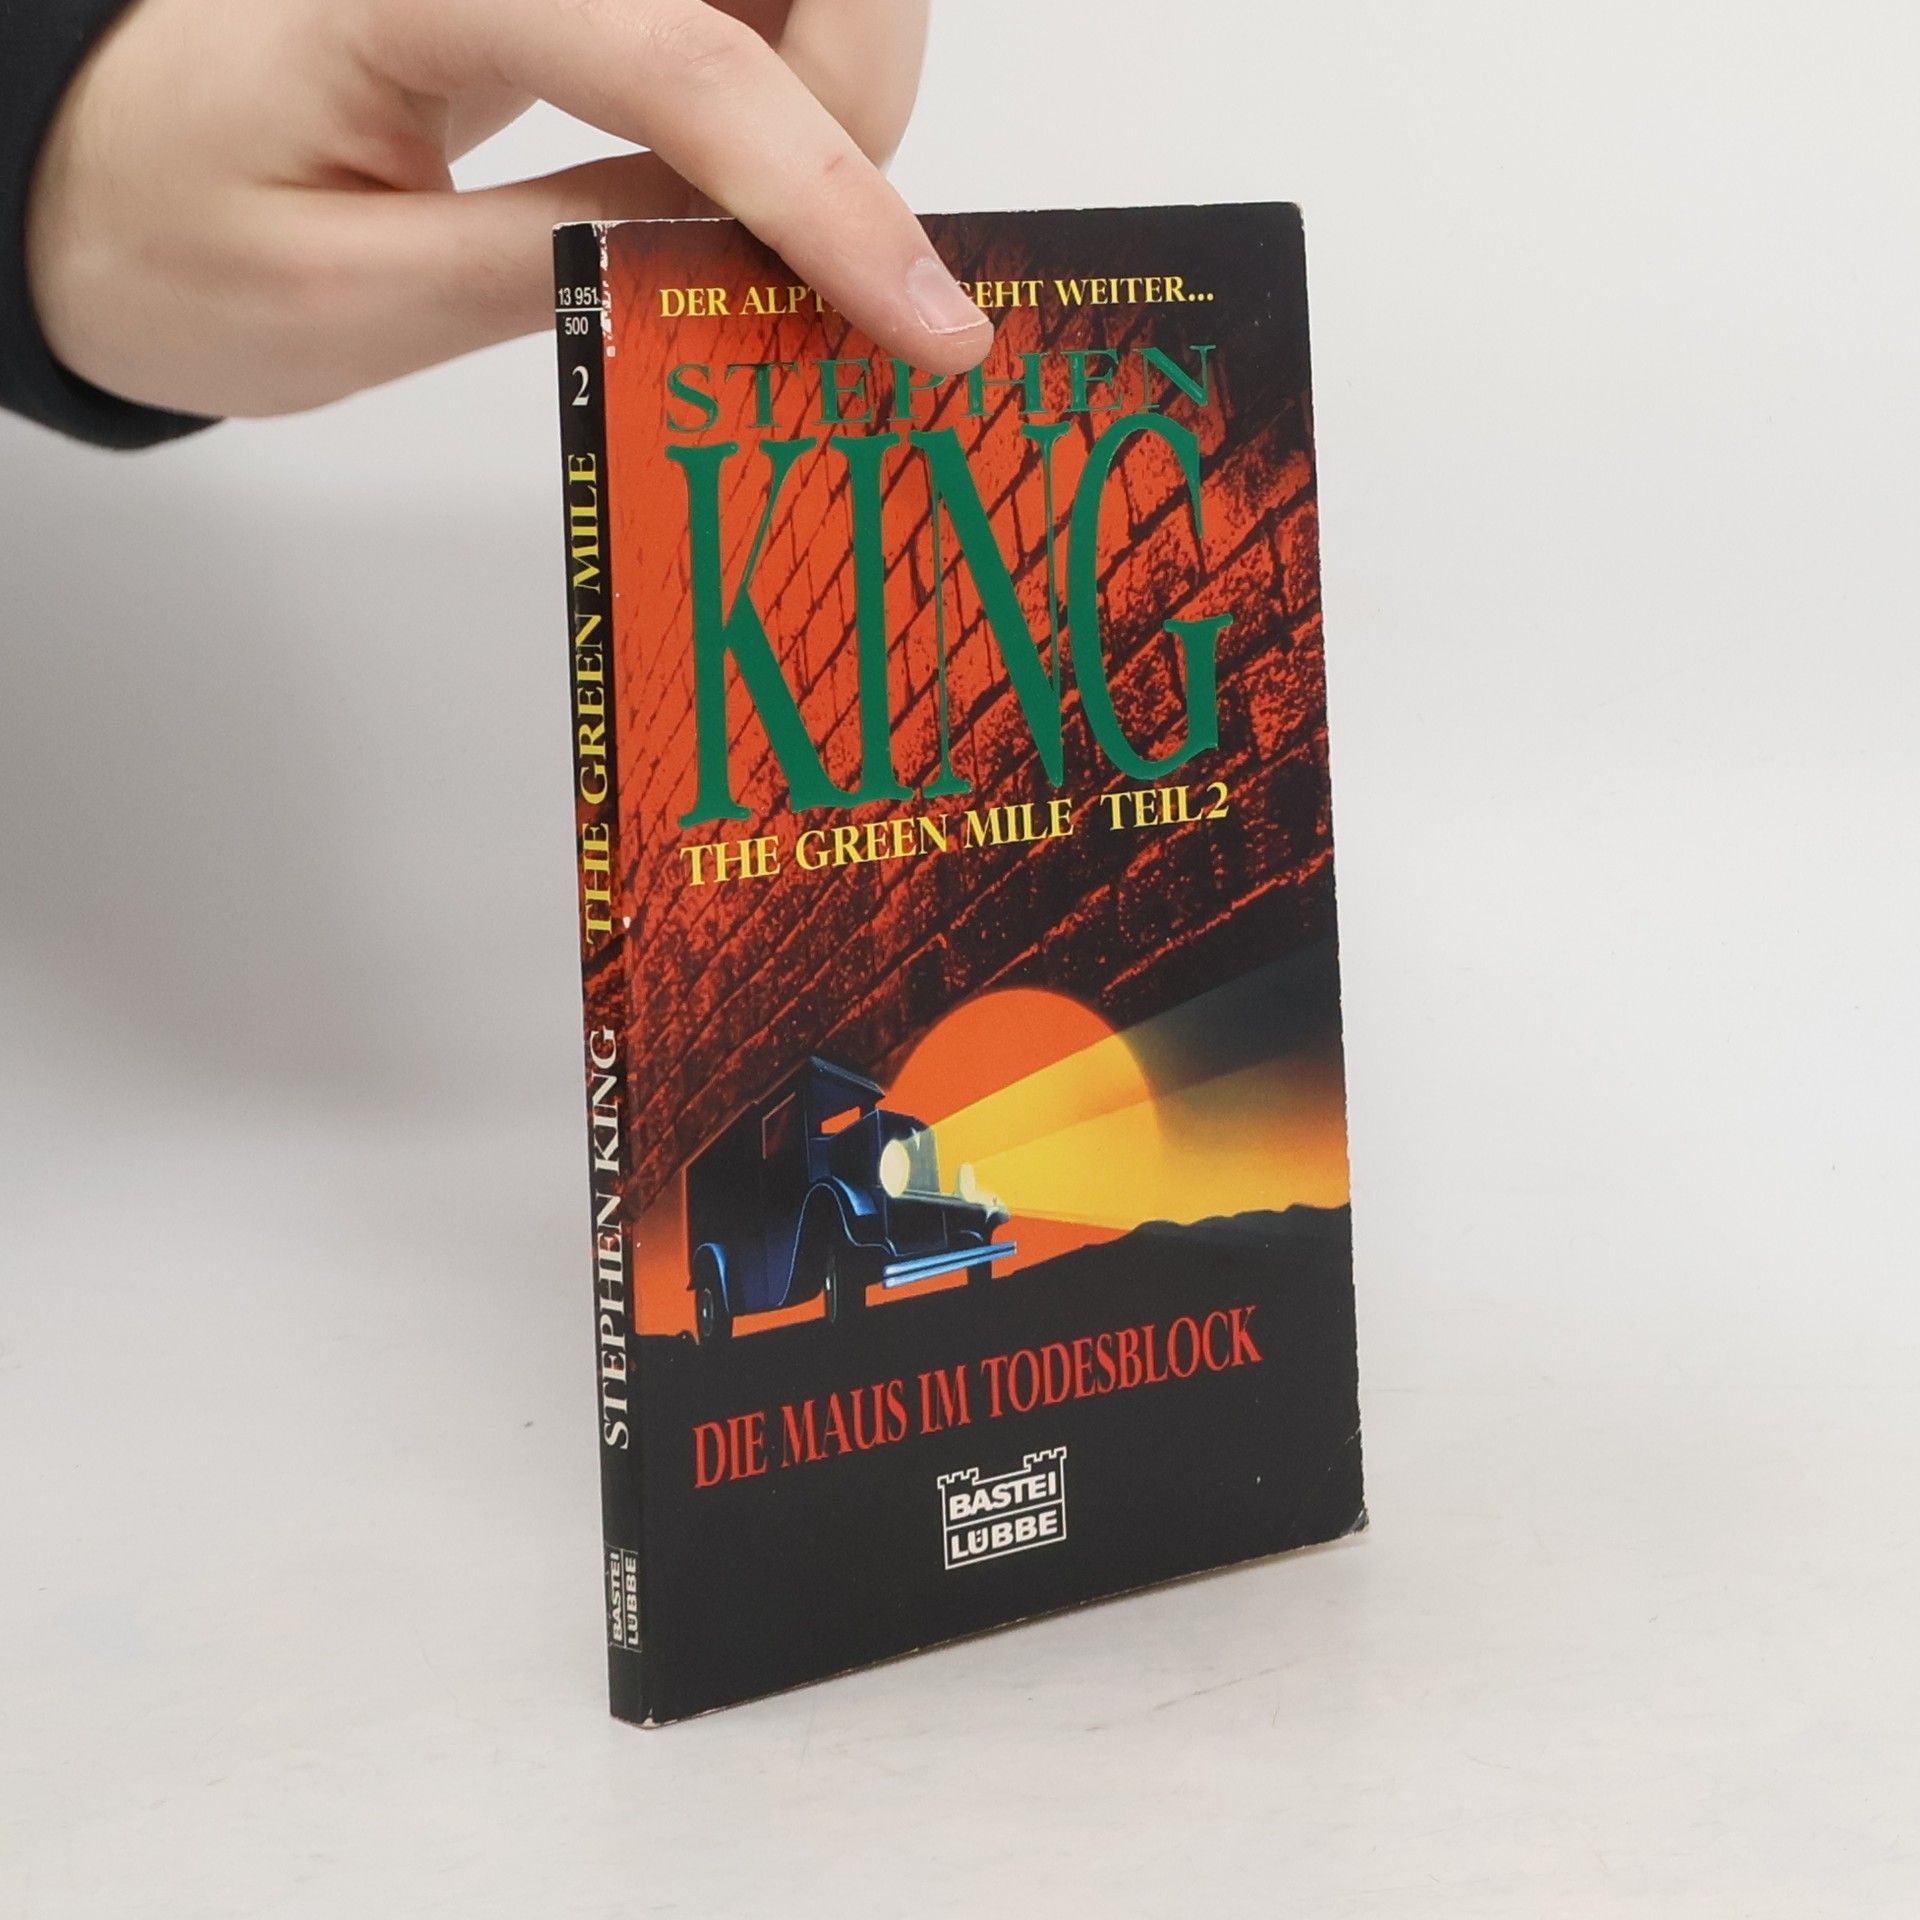 13 951
500
2
THE GREEN MILE
STEPHEN KING
BASTEI
LÜBBE
DER GEHT WEITER...
STEPHEN
KING
THE GREEN MILE TEIL 2
DIE MAUS IM TODESBLOCK
BASTEI
LÜBBE